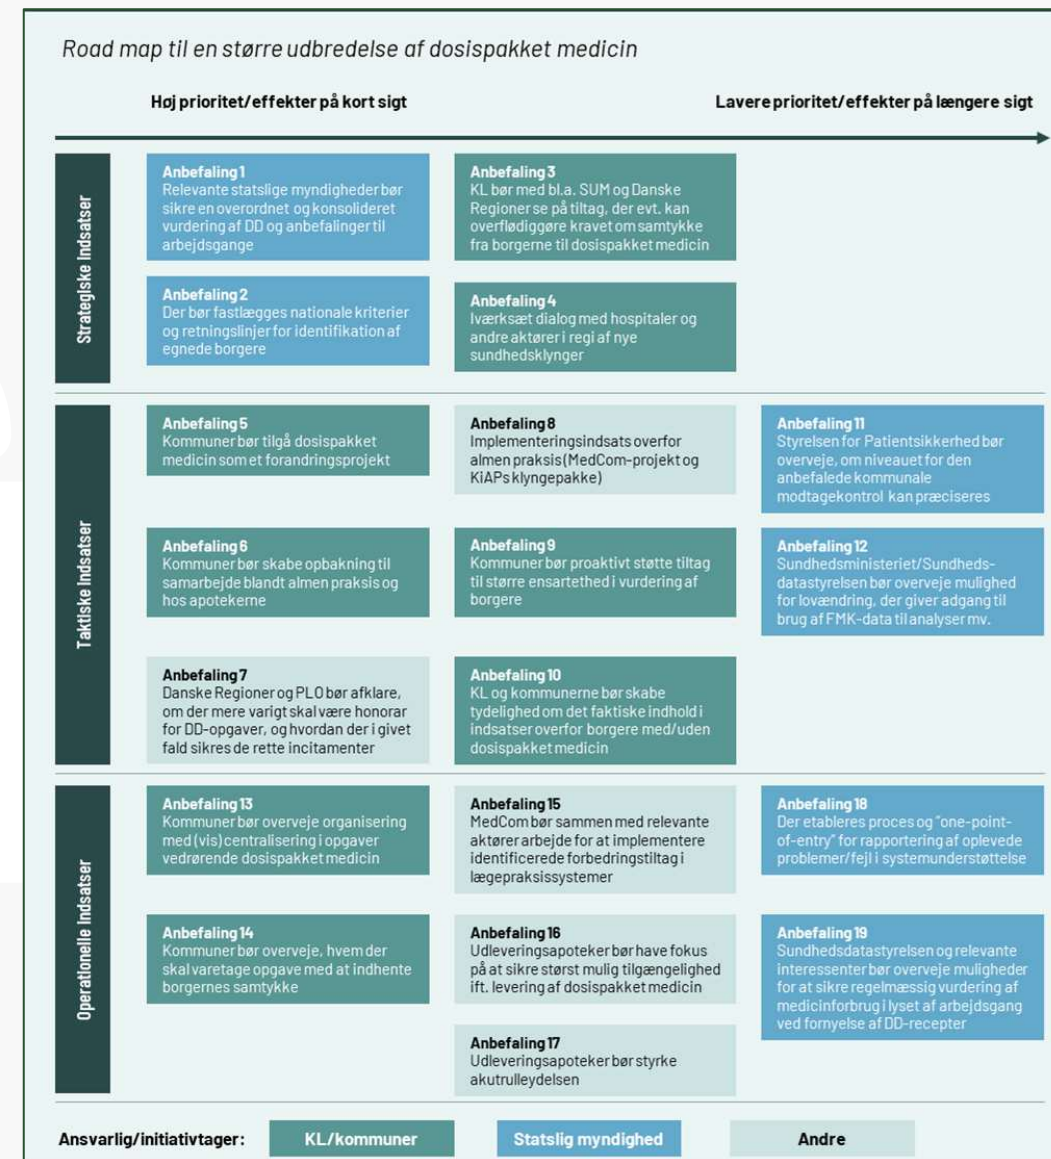 Road map til en større udbredelse af dosispakket medicin
Høj prioritet/effekter på kort sigt
Lavere prioritet/effekter på længere sigt
Strategiske indsatser
Anbefaling 1
Relevante statslige myndigheder bør
sikre en overordnet og konsolideret
vurdering af DD og anbefalinger til
arbejdsgange
Anbefaling 2
Der bør fastlægges nationale kriterier
og retningslinjer for identifikation af
egnede borgere
Anbefaling 3
KL bør med bl.a. SUM og Danske
Regioner se på tiltag, der evt. kan
overflødiggøre kravet om samtykke
fra borgerne til dosispakket medicin
Anbefaling 4
Iværksæt dialog med hospitaler og
andre aktører i regi af nye
sundhedsklynger
Taktiske indsatser
Anbefaling 5
Kommuner bør tilgå dosispakket
medicin som et forandringsprojekt
Anbefaling 6
Kommuner bør skabe opbakning til
samarbejde blandt almen praksis og
hos apotekerne
Anbefaling 7
Danske Regioner og PLO bør afklare,
om der mere varigt skal være honorar
for DD-opgaver, og hvordan der i givet
fald sikres de rette incitamenter
Anbefaling 8
Implementeringsindsats overfor
almen praksis (MedCom-projekt og
KiAPs klyngepakke)
Anbefaling 9
Kommuner bør proaktivt støtte tiltag
til større ensartethed i vurdering af
borgere
Anbefaling 10
KL og kommunerne bør skabe
tydelighed om det faktiske indhold i
indsatser overfor borgere med/uden
dosispakket medicin
Anbefaling 11
Styrelsen for Patientsikkerhed bør
overveje, om niveauet for den
anbefalede kommunale
modtagekontrol kan præciseres
Anbefaling 12
Sundhedsministeriet/Sundheds-
datastyrelsen bør overveje mulighed
for lovændring, der giver adgang til
brug af FMK-data til analyser mv.
Operationelle indsatser
Anbefaling 13
Kommuner bør overveje organisering
med (vis) centralisering i opgaver
vedrørende dosispakket medicin
Anbefaling 14
Kommuner bør overveje, hvem der
skal varetage opgave med at indhente
borgernes samtykke
Anbefaling 15
MedCom bør sammen med relevante
aktører arbejde for at implementere
identificerede forbedringstiltag i
lægepraksissystemer
Anbefaling 16
Udleveringsapoteker bør have fokus
på at sikre størst mulig tilgængelighed
ift. levering af dosispakket medicin
Anbefaling 17
Udleveringsapoteker bør styrke
akutrulleydelsen
Anbefaling 18
Der etableres proces og "one-point-
of-entry" for rapportering af oplevede
problemer/fejl i systemunderstøttelse
Anbefaling 19
Sundhedsdatastyrelsen og relevante
interessenter bør overveje muligheder
for at sikre regelmæssig vurdering af
medicinforbrug i lyset af arbejdsgang
ved fornyelse af DD-recepter
Ansvarlig/initiativtager:
KL/kommuner
Statslig myndighed
Andre